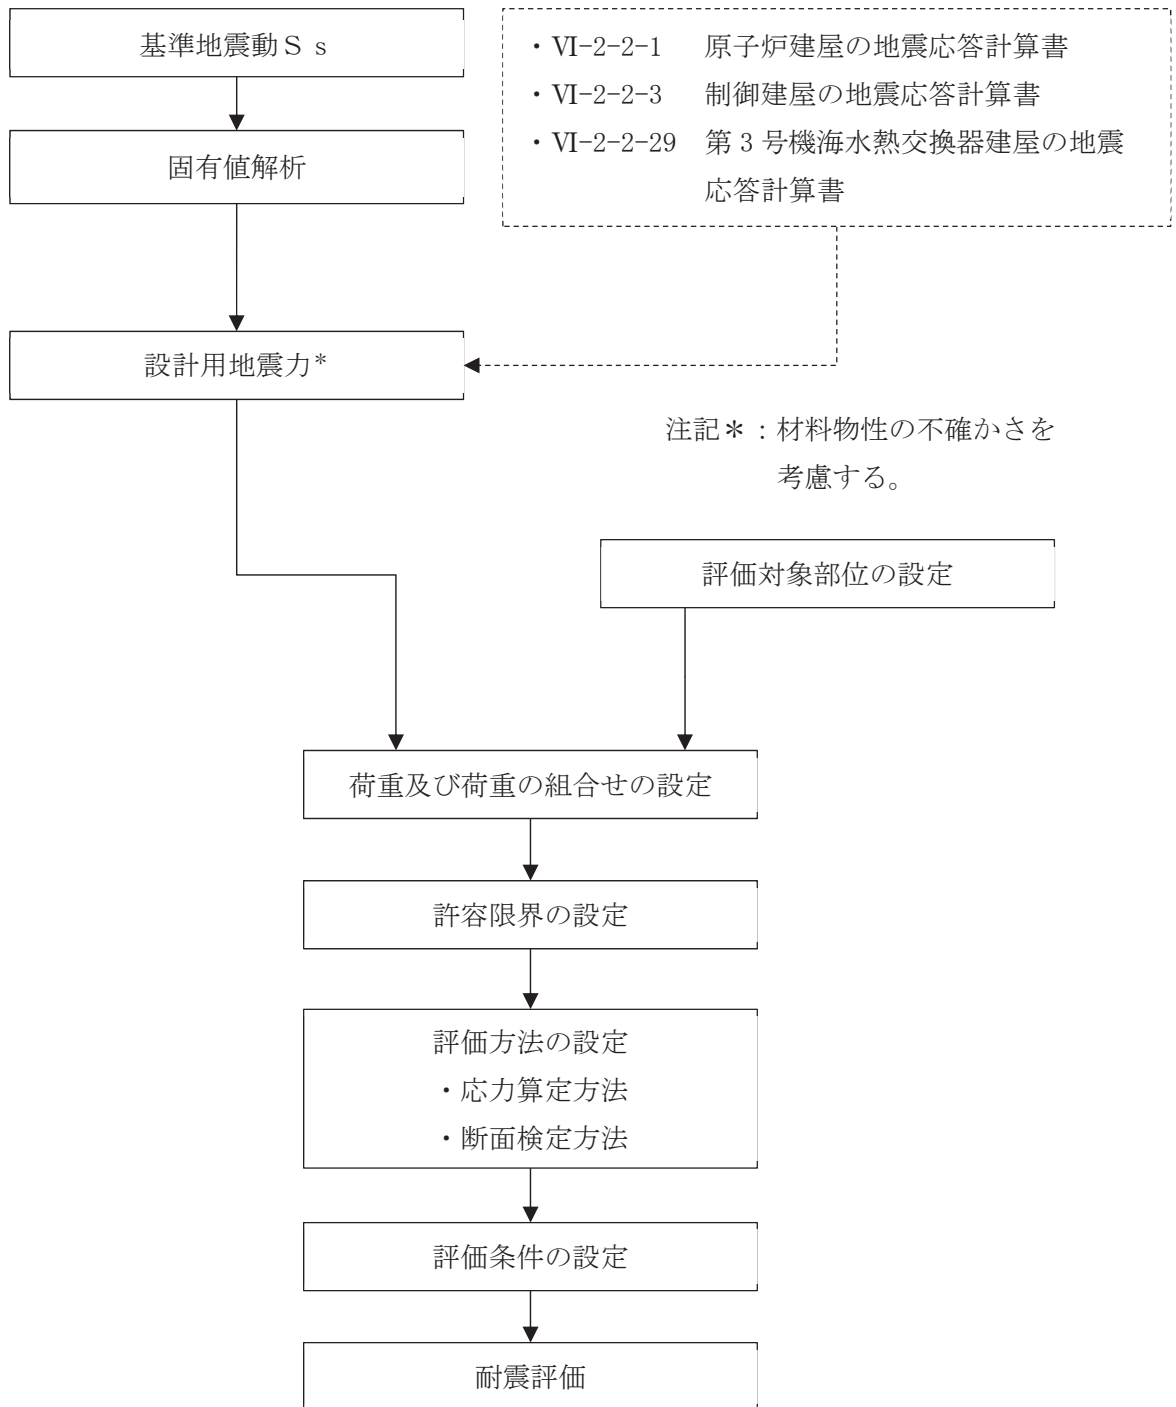 基準地震動Ｓｓ
固有値解析
・Ⅵ-2-2-1 原子炉建屋の地震応答計算書
・Ⅵ-2-2-3 制御建屋の地震応答計算書
・Ⅵ-2-2-29 第３号機海水熱交換器建屋の地震
応答計算書
設計用地震力*
注記＊：材料物性の不確かさを
考慮する。
評価対象部位の設定
荷重及び荷重の組合せの設定
許容限界の設定
評価方法の設定
・応力算定方法
・断面検定方法
評価条件の設定
耐震評価